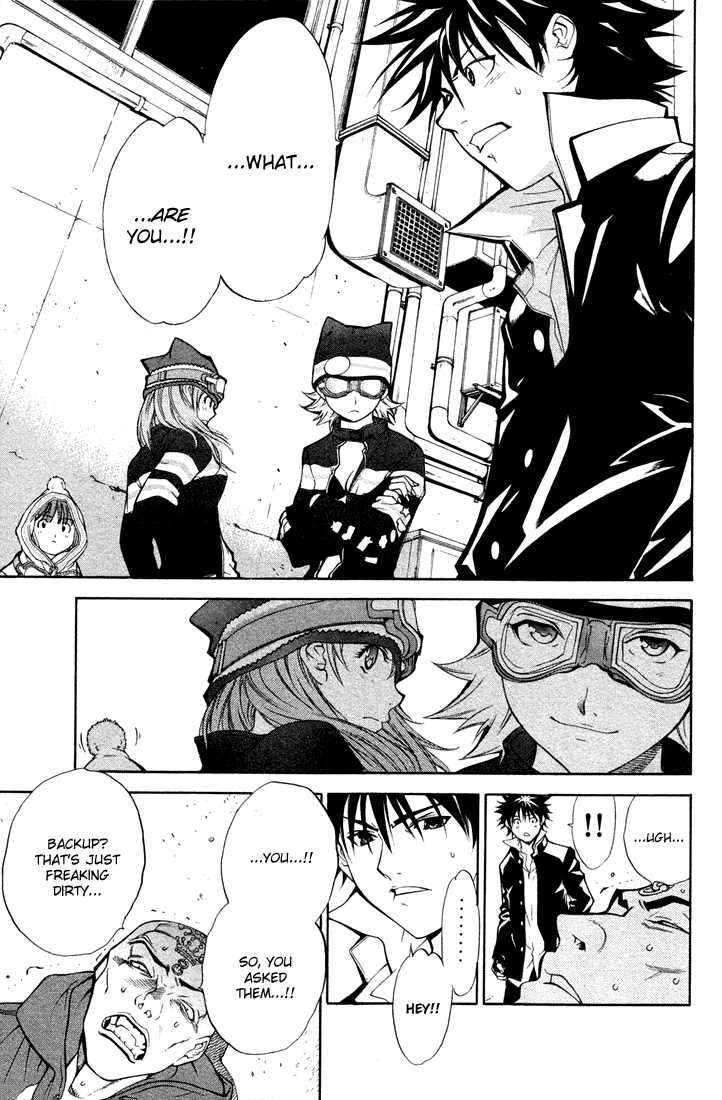 ...WHAT...
...ARE
YOU...!!
...UGH...
!!
......
HEY!!
...YOU...!!
SO, YOU
ASKED
THEM...!!
BACKUP?
THAT'S JUST
FREAKING
DIRTY...